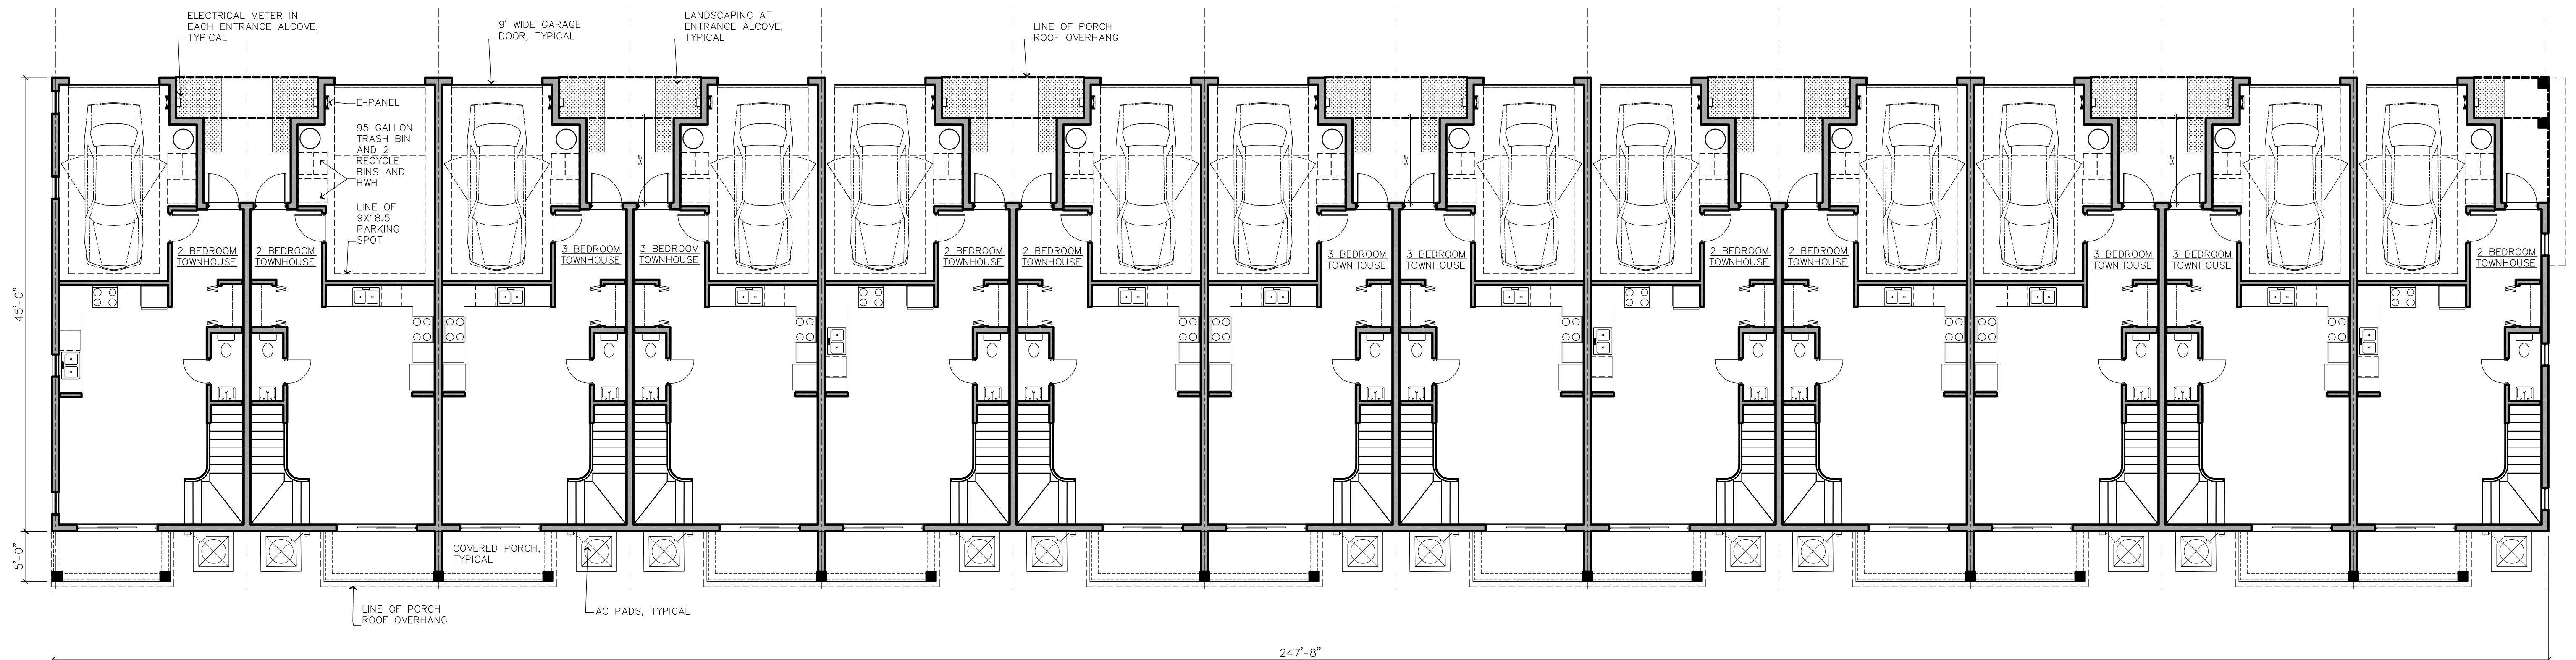 ELECTRICAL METER IN
EACH ENTRANCE ALCOVE,
TYPICAL
9' WIDE GARAGE
DOOR, TYPICAL
LANDSCAPING AT
ENTRANCE ALCOVE,
TYPICAL
LINE OF PORCH
ROOF OVERHANG
E-PANEL
95 GALLON
TRASH BIN
AND 2
RECYCLE
BINS AND
HWH
LINE OF
9X18.5
PARKING
SPOT
2 BEDROOM
TOWNHOUSE
2 BEDROOM
TOWNHOUSE
3 BEDROOM
TOWNHOUSE
3 BEDROOM
TOWNHOUSE
2 BEDROOM
TOWNHOUSE
2 BEDROOM
TOWNHOUSE
3 BEDROOM
TOWNHOUSE
3 BEDROOM
TOWNHOUSE
2 BEDROOM
TOWNHOUSE
2 BEDROOM
TOWNHOUSE
3 BEDROOM
TOWNHOUSE
3 BEDROOM
TOWNHOUSE
2 BEDROOM
TOWNHOUSE
45'-0"
5'-0"
COVERED PORCH,
TYPICAL
LINE OF PORCH
ROOF OVERHANG
AC PADS, TYPICAL
247'-8"